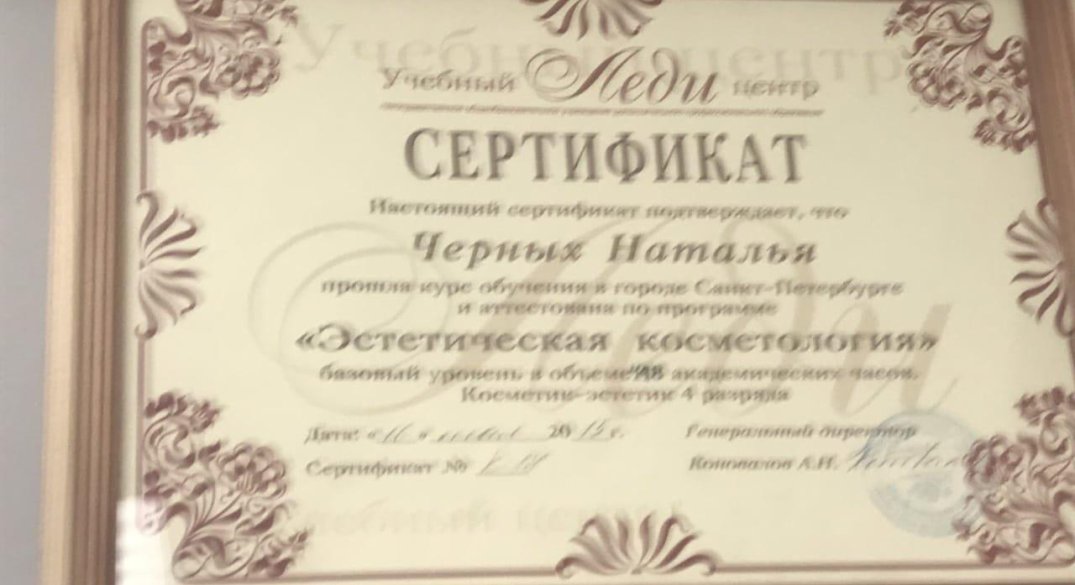 Учебный Леди центр
СЕРТИФИКАТ
Настоящий сертификат подтверждает, что
Черных Наталья
прошла курс обучения в городе Санкт-Петербурге
и аттестована по программе
«Эстетическая косметология»
базовый уровень в объеме академических часов.
Косметик-эстетик 4 разряда
Дата: 20 г.
Генеральный директор
Сертификат №
Коновалов А.Н.